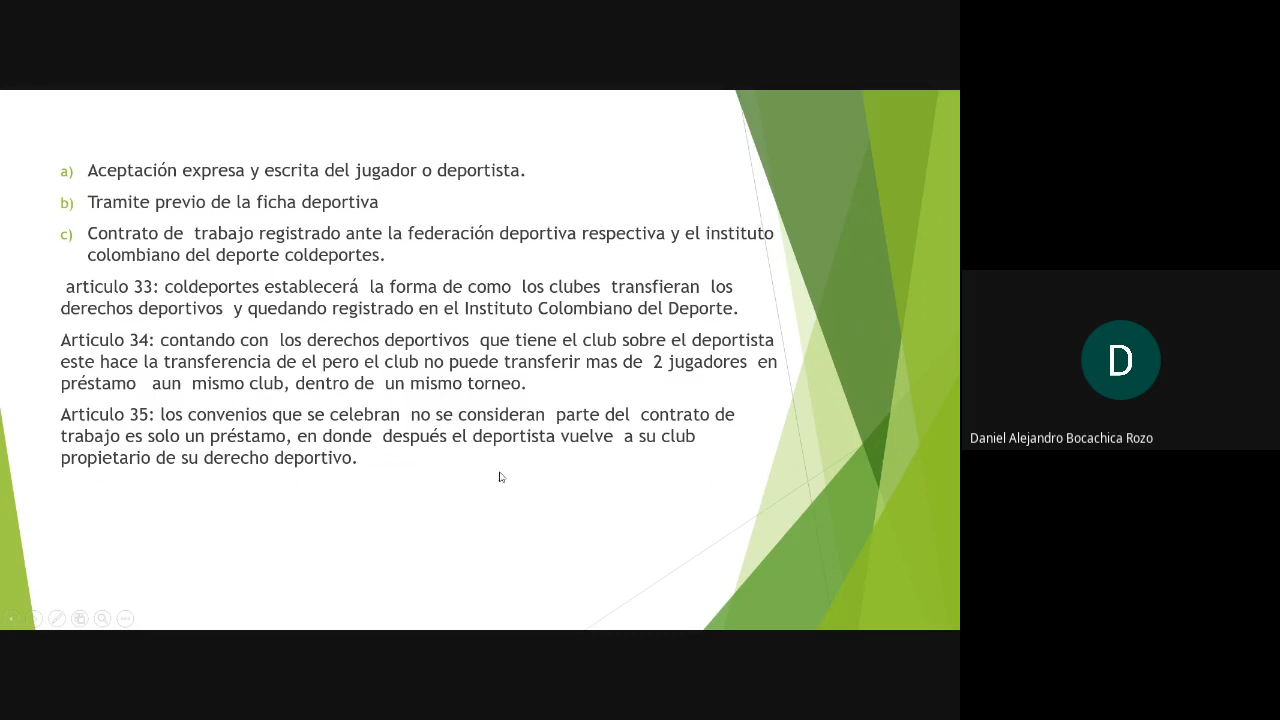 a) Aceptación expresa y escrita del jugador o deportista.
b) Tramite previo de la ficha deportiva
c) Contrato de trabajo registrado ante la federación deportiva respectiva y el instituto
colombiano del deporte coldeportes.
articulo 33: coldeportes establecerá la forma de como los clubes transfieran los
derechos deportivos y quedando registrado en el Instituto Colombiano del Deporte.
Articulo 34: contando con los derechos deportivos que tiene el club sobre el deportista
este hace la transferencia de el pero el club no puede transferir mas de 2 jugadores en
préstamo aun mismo club, dentro de un mismo torneo.
Articulo 35: los convenios que se celebran no se consideran parte del contrato de
trabajo es solo un préstamo, en donde después el deportista vuelve a su club
propietario de su derecho deportivo.
D
Daniel Alejandro Bocachica Rozo